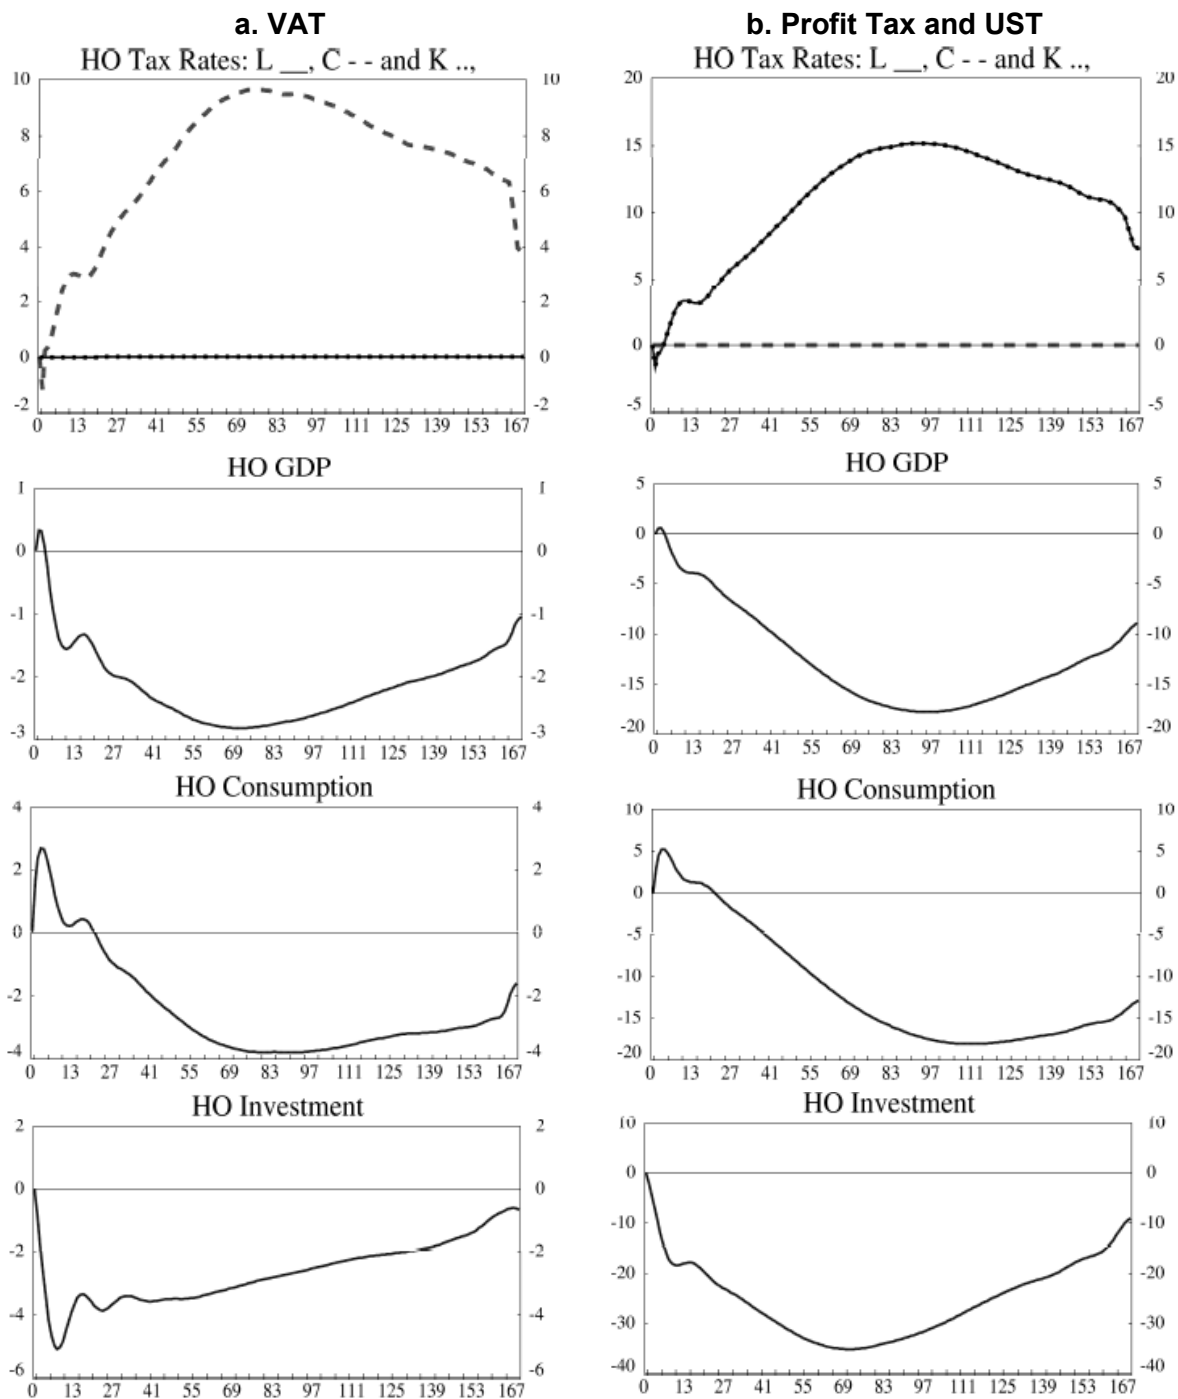 a. VAT
HO Tax Rates: L __, C - - and K ..,
10 10
8 8
6 6
4 4
2 2
0 0
-2 -2
0 13 27 41 55 69 83 97 111 125 139 153 167
HO GDP
1 1
0 0
-1 -1
-2 -2
-3 -3
0 13 27 41 55 69 83 97 111 125 139 153 167
HO Consumption
4 4
2 2
0 0
-2 -2
-4 -4
0 13 27 41 55 69 83 97 111 125 139 153 167
HO Investment
2 2
0 0
-2 -2
-4 -4
-6 -6
0 13 27 41 55 69 83 97 111 125 139 153 167
b. Profit Tax and UST
HO Tax Rates: L __, C - - and K ..,
20 20
15 15
10 10
5 5
0 0
-5 -5
0 13 27 41 55 69 83 97 111 125 139 153 167
HO GDP
5 5
0 0
-5 -5
-10 -10
-15 -15
-20 -20
0 13 27 41 55 69 83 97 111 125 139 153 167
HO Consumption
10 10
5 5
0 0
-5 -5
-10 -10
-15 -15
-20 -20
0 13 27 41 55 69 83 97 111 125 139 153 167
HO Investment
10 10
0 0
-10 -10
-20 -20
-30 -30
-40 -40
0 13 27 41 55 69 83 97 111 125 139 153 167